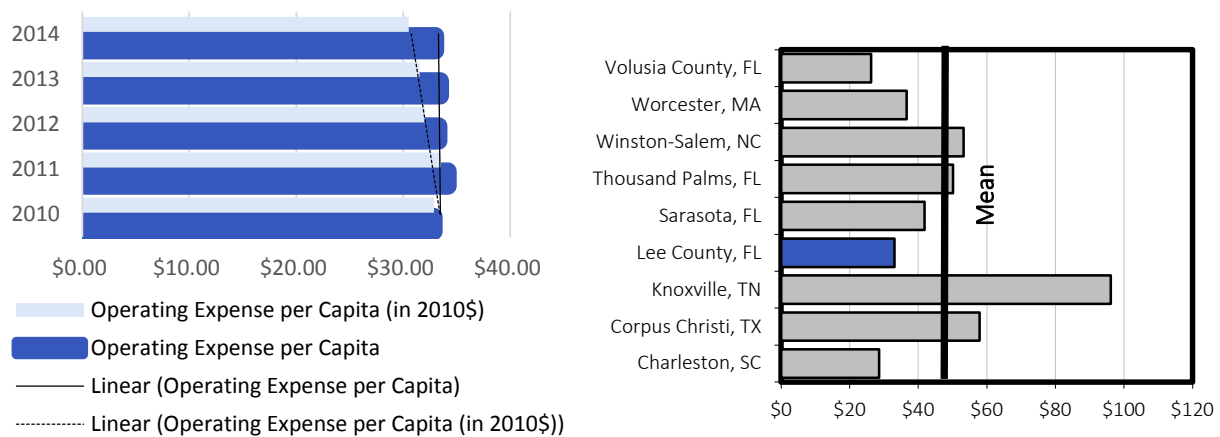 2014
2013
2012
2011
2010
$0.00 $10.00 $20.00 $30.00 $40.00
Operating Expense per Capita (in 2010$)
Operating Expense per Capita
Linear (Operating Expense per Capita)
Linear (Operating Expense per Capita (in 2010$))
Volusia County, FL
Worcester, MA
Winston-Salem, NC
Thousand Palms, FL
Sarasota, FL
Lee County, FL
Knoxville, TN
Corpus Christi, TX
Charleston, SC
Mean
$0 $20 $40 $60 $80 $100 $120